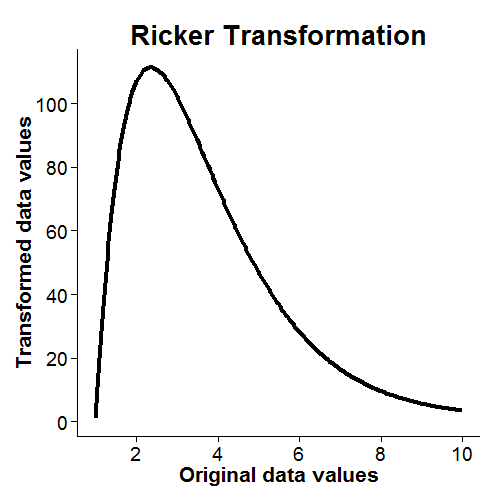 Ricker Transformation
Transformed data values
100
80
60
40
20
0
2 4 6 8 10
Original data values